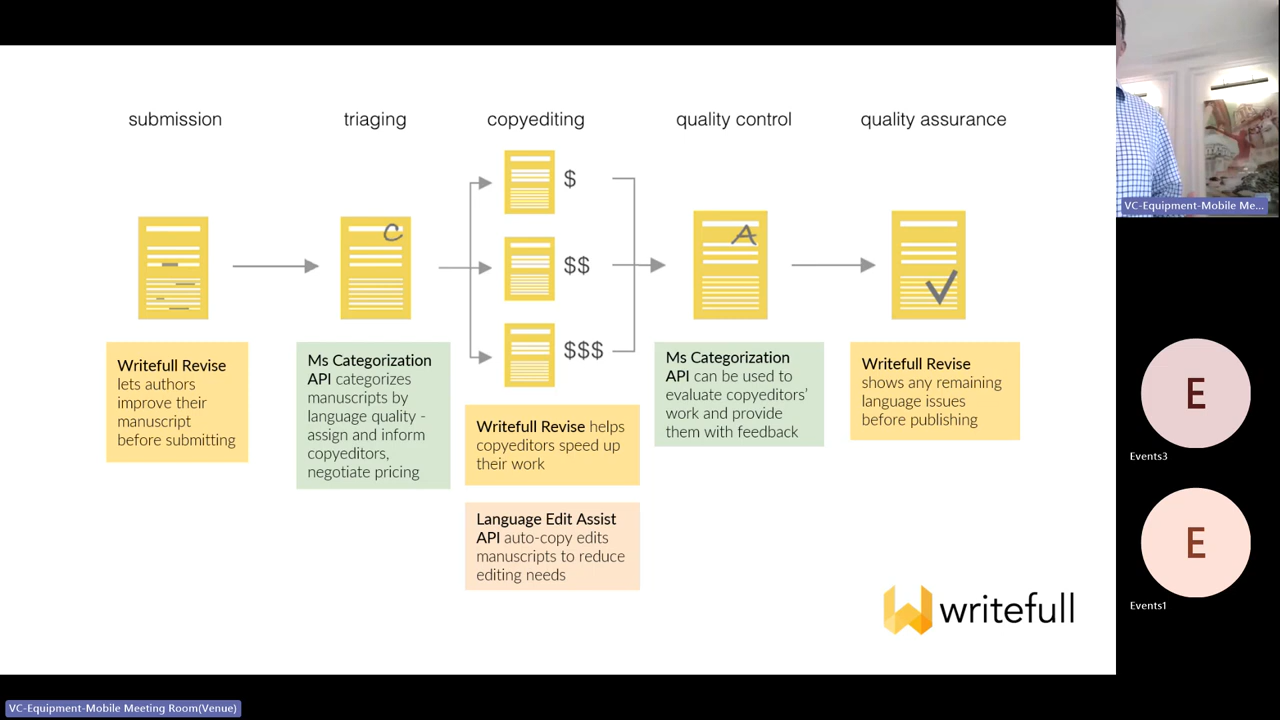 submission
triaging
copyediting
quality control
quality assurance
C
$
$$
$$$
A
Writefull Revise
lets authors
improve their
manuscript
before submitting
Ms Categorization
API categorizes
manuscripts by
language quality -
assign and inform
copyeditors,
negotiate pricing
Writefull Revise helps
copyeditors speed up
their work
Language Edit Assist
API auto-copy edits
manuscripts to reduce
editing needs
Ms Categorization
API can be used to
evaluate copyeditors'
work and provide
them with feedback
Writefull Revise
shows any remaining
language issues
before publishing
writefull
VC-Equipment-Mobile Me...
E
Events3
E
Events1
VC-Equipment-Mobile Meeting Room(Venue)